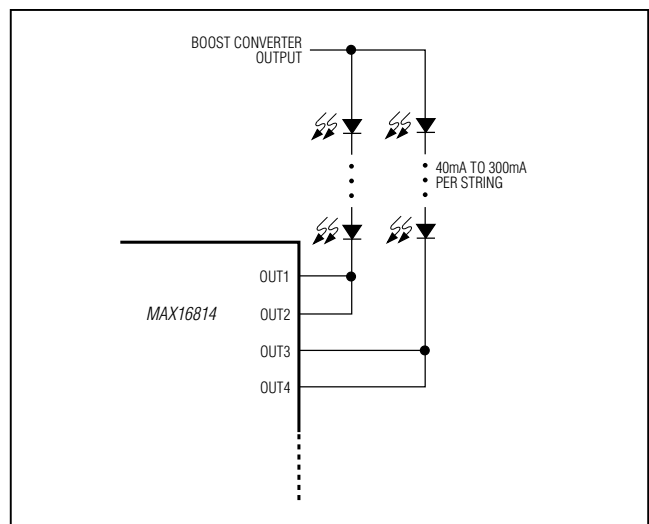 BOOST CONVERTER
OUTPUT
40mA TO 300mA
PER STRING
OUT1
MAX16814
OUT2
OUT3
OUT4